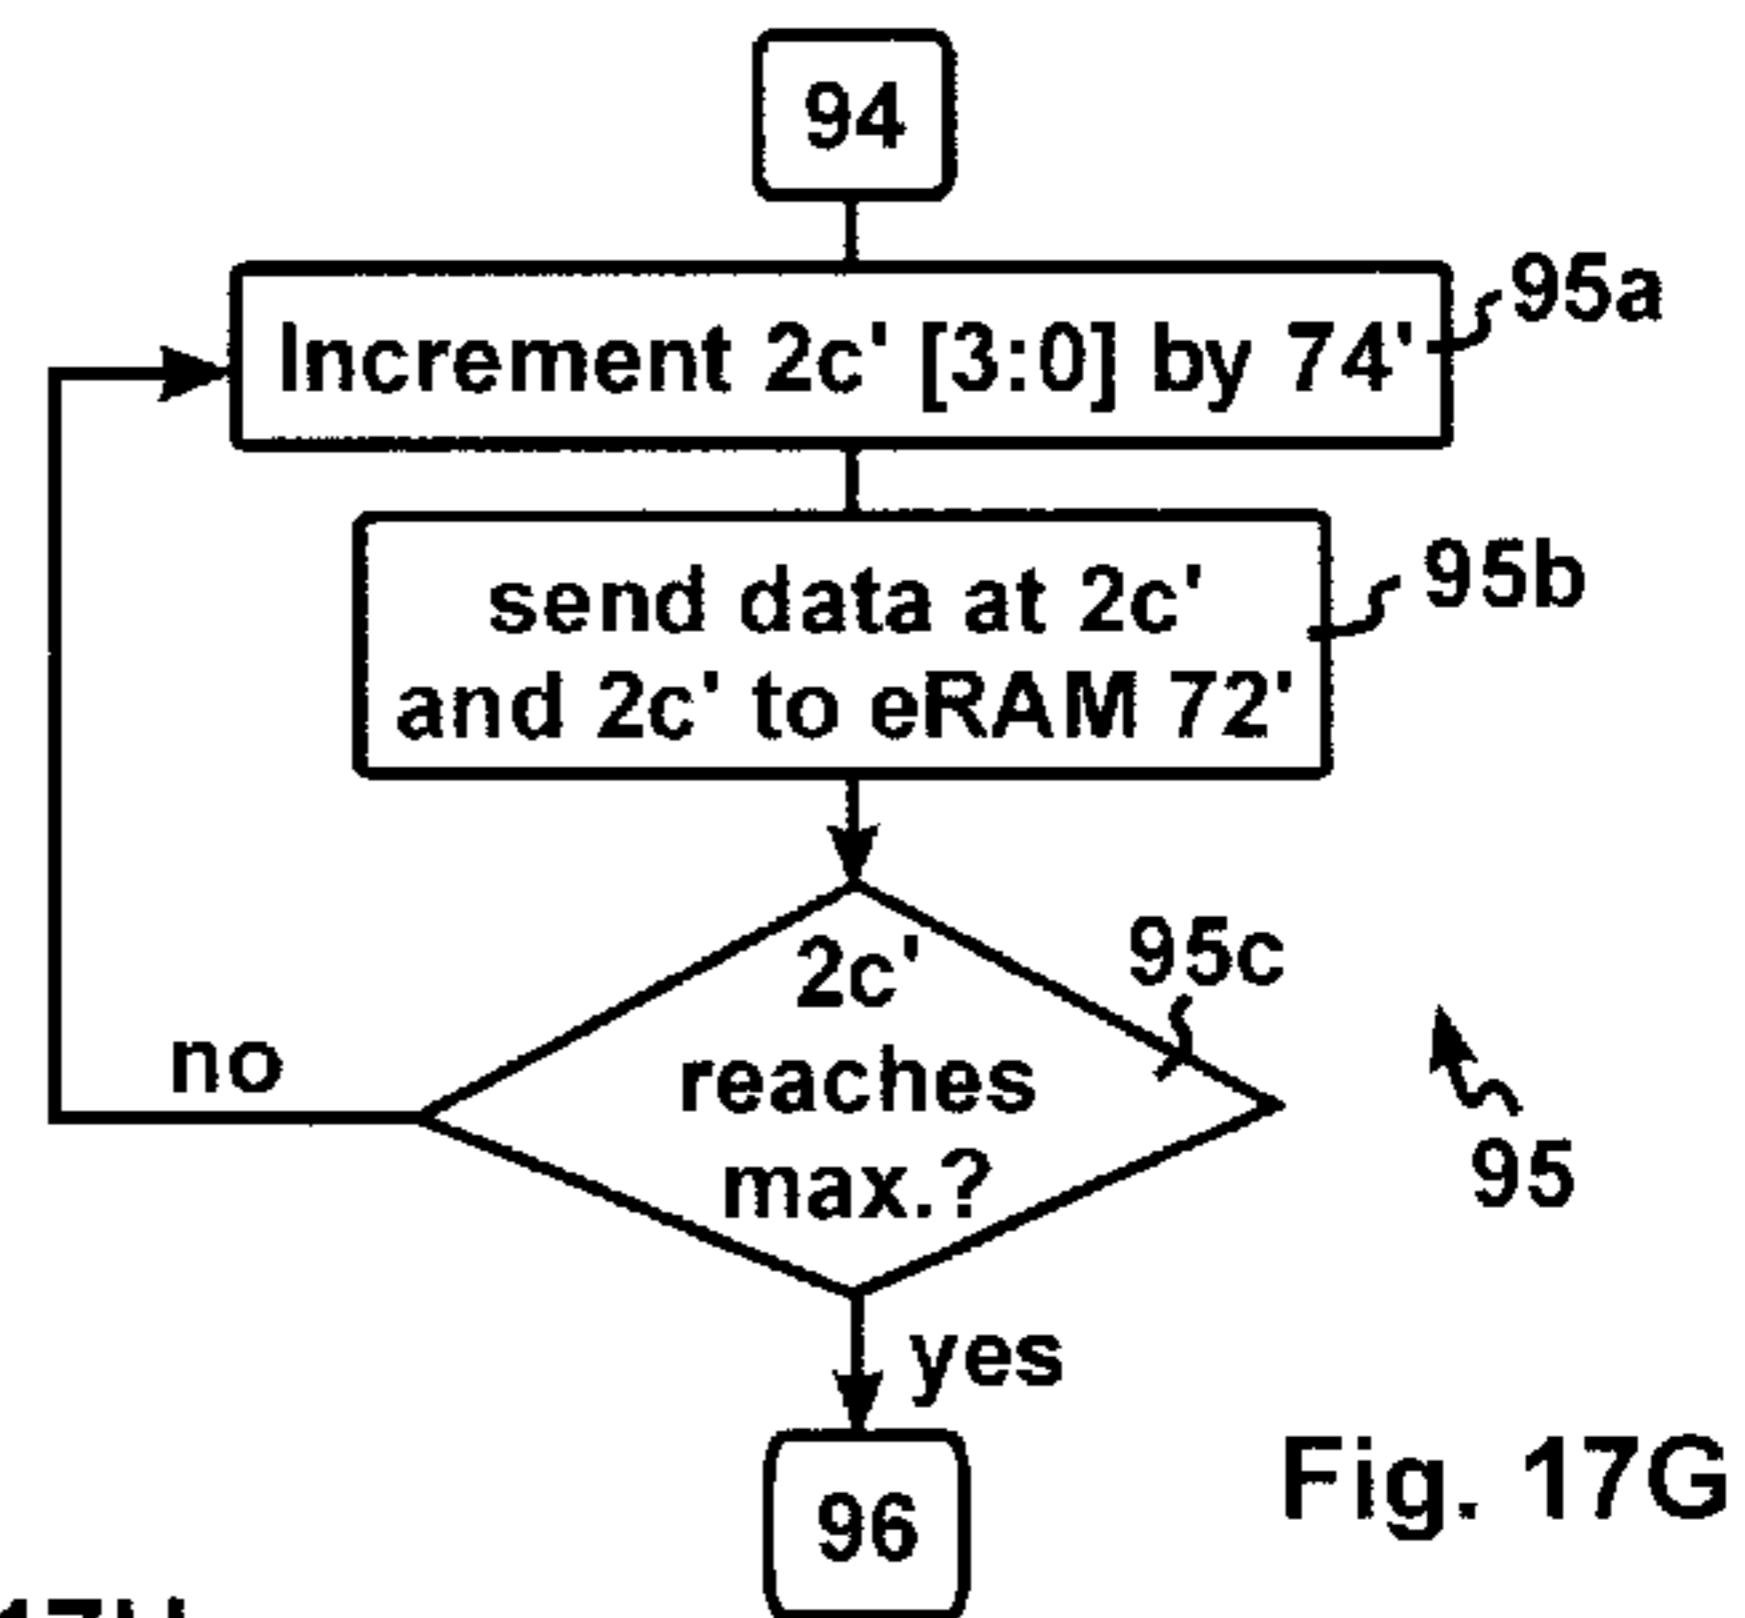 94
Increment 2c' [3:0] by 74'
95a
send data at 2c'
and 2c' to eRAM 72'
95b
2c'
reaches
max.?
95c
no
95
yes
96
Fig. 17G